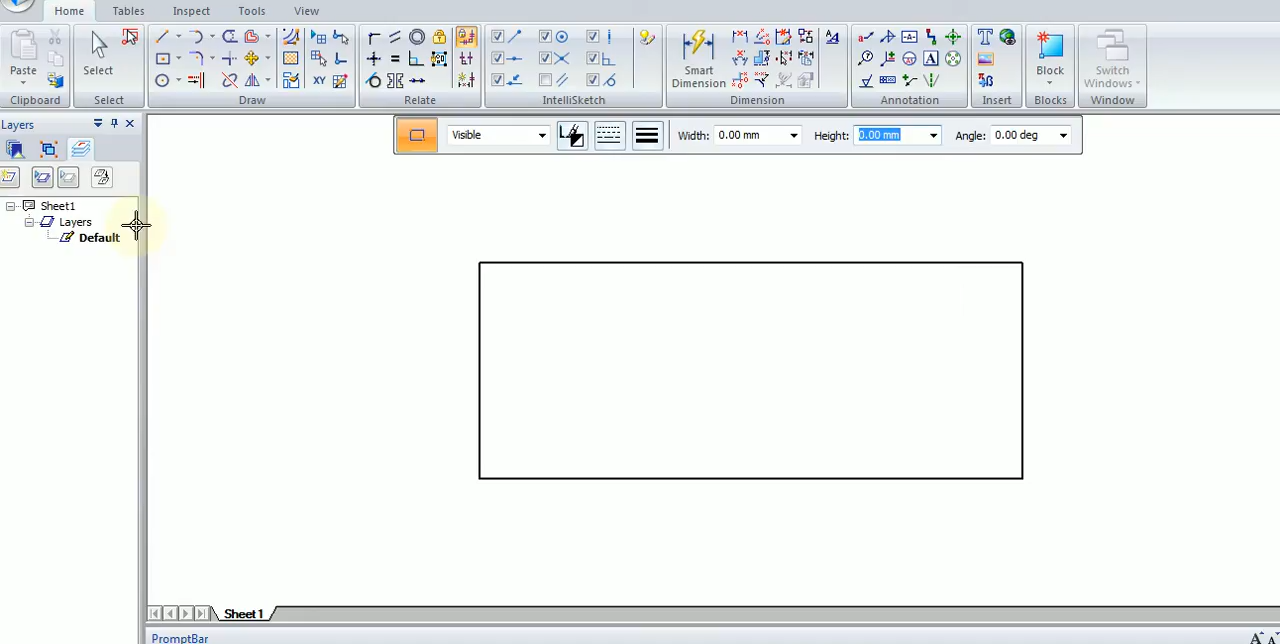 Home Tables Inspect Tools View
Paste Select Smart Dimension Block Switch Windows
Clipboard Select Draw Relate IntelliSketch Dimension Annotation Insert Blocks Window
Layers
Visible Width: 0.00 mm Height: 0.00 mm Angle: 0.00 deg
Sheet1
Layers
Default
Sheet1
PromptBar